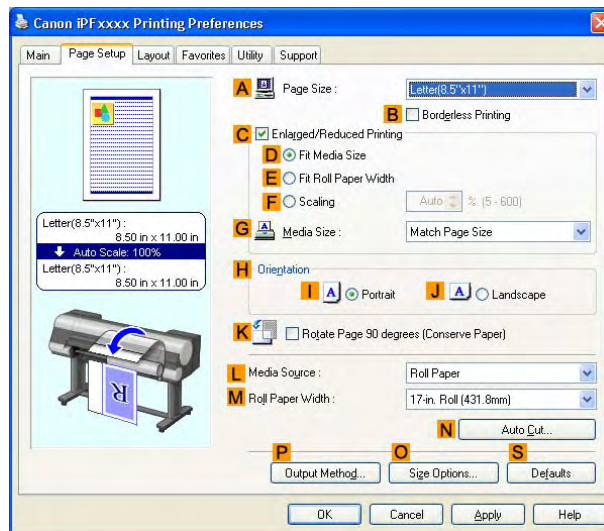 Canon iPFxxxx Printing Preferences
Main Page Setup Layout Favorites Utility Support
A Page Size : Letter(8.5"x11")
B Borderless Printing
C Enlarged/Reduced Printing
D Fit Media Size
E Fit Roll Paper Width
F Scaling Auto % (5 - 600)
G A Media Size : Match Page Size
Letter(8.5"x11") :
8.50 in x 11.00 in
Auto Scale: 100%
Letter(8.5"x11") :
8.50 in x 11.00 in
H Orientation
I A Portrait J A Landscape
K Rotate Page 90 degrees (Conserve Paper)
R
L Media Source : Roll Paper
M Roll Paper Width : 17-in. Roll (431.8mm)
N Auto Cut...
P O S
Output Method... Size Options... Defaults
OK Cancel Apply Help